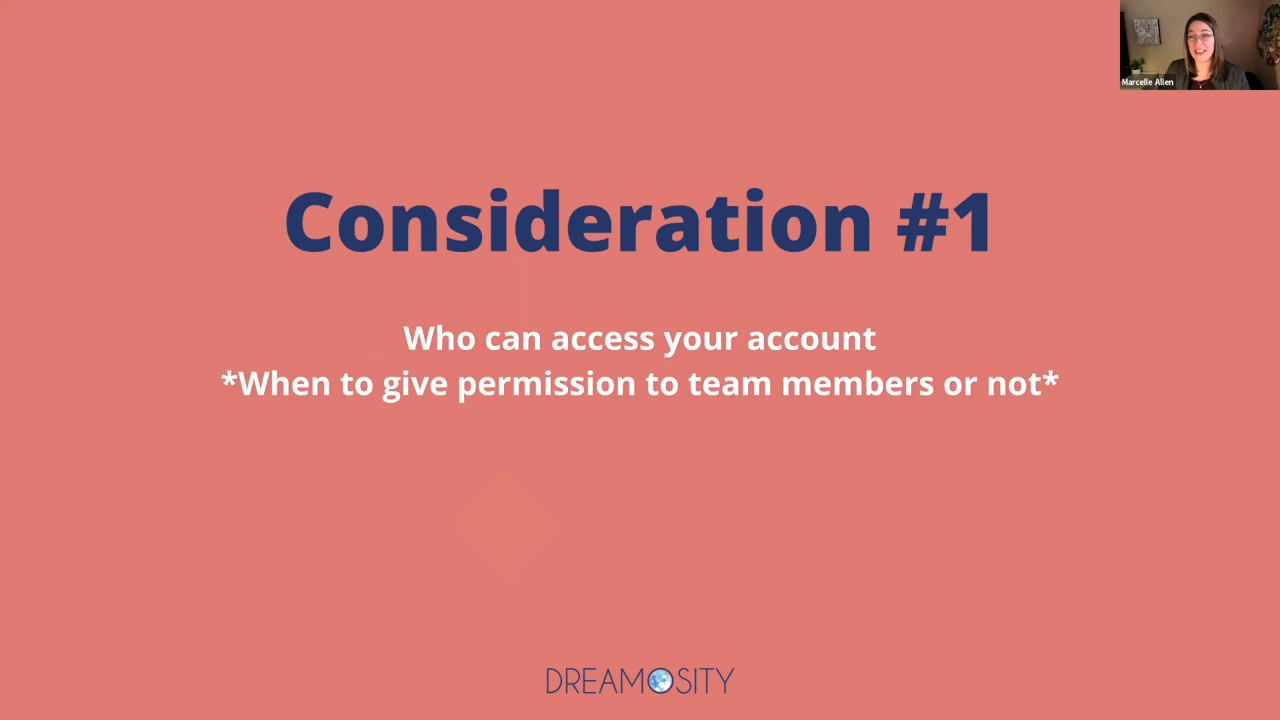 Marcelle Allen
Consideration #1
Who can access your account
*When to give permission to team members or not*
DREAMOSITY